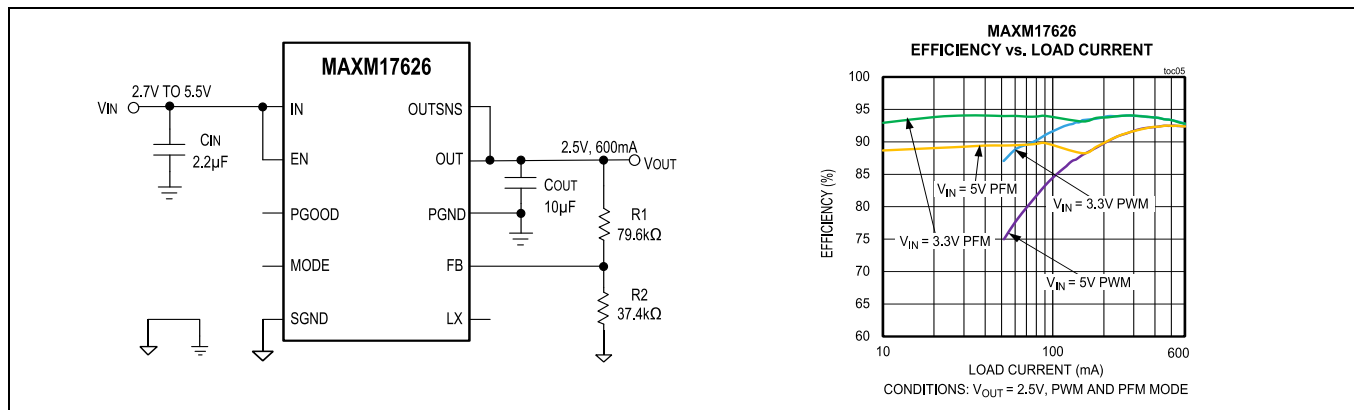 MAXM17626
2.7V TO 5.5V
VIN
CIN
2.2µF
IN
EN
PGOOD
MODE
SGND
OUTSNS
OUT
PGND
FB
LX
2.5V, 600mA
VOUT
COUT
10µF
R1
79.6kΩ
R2
37.4kΩ
MAXM17626
EFFICIENCY vs. LOAD CURRENT
toc05
EFFICIENCY (%)
100
95
90
85
80
75
70
65
60
VIN = 5V PFM
VIN = 3.3V PWM
VIN = 3.3V PFM
VIN = 5V PWM
10
100
600
LOAD CURRENT (mA)
CONDITIONS: VOUT = 2.5V, PWM AND PFM MODE